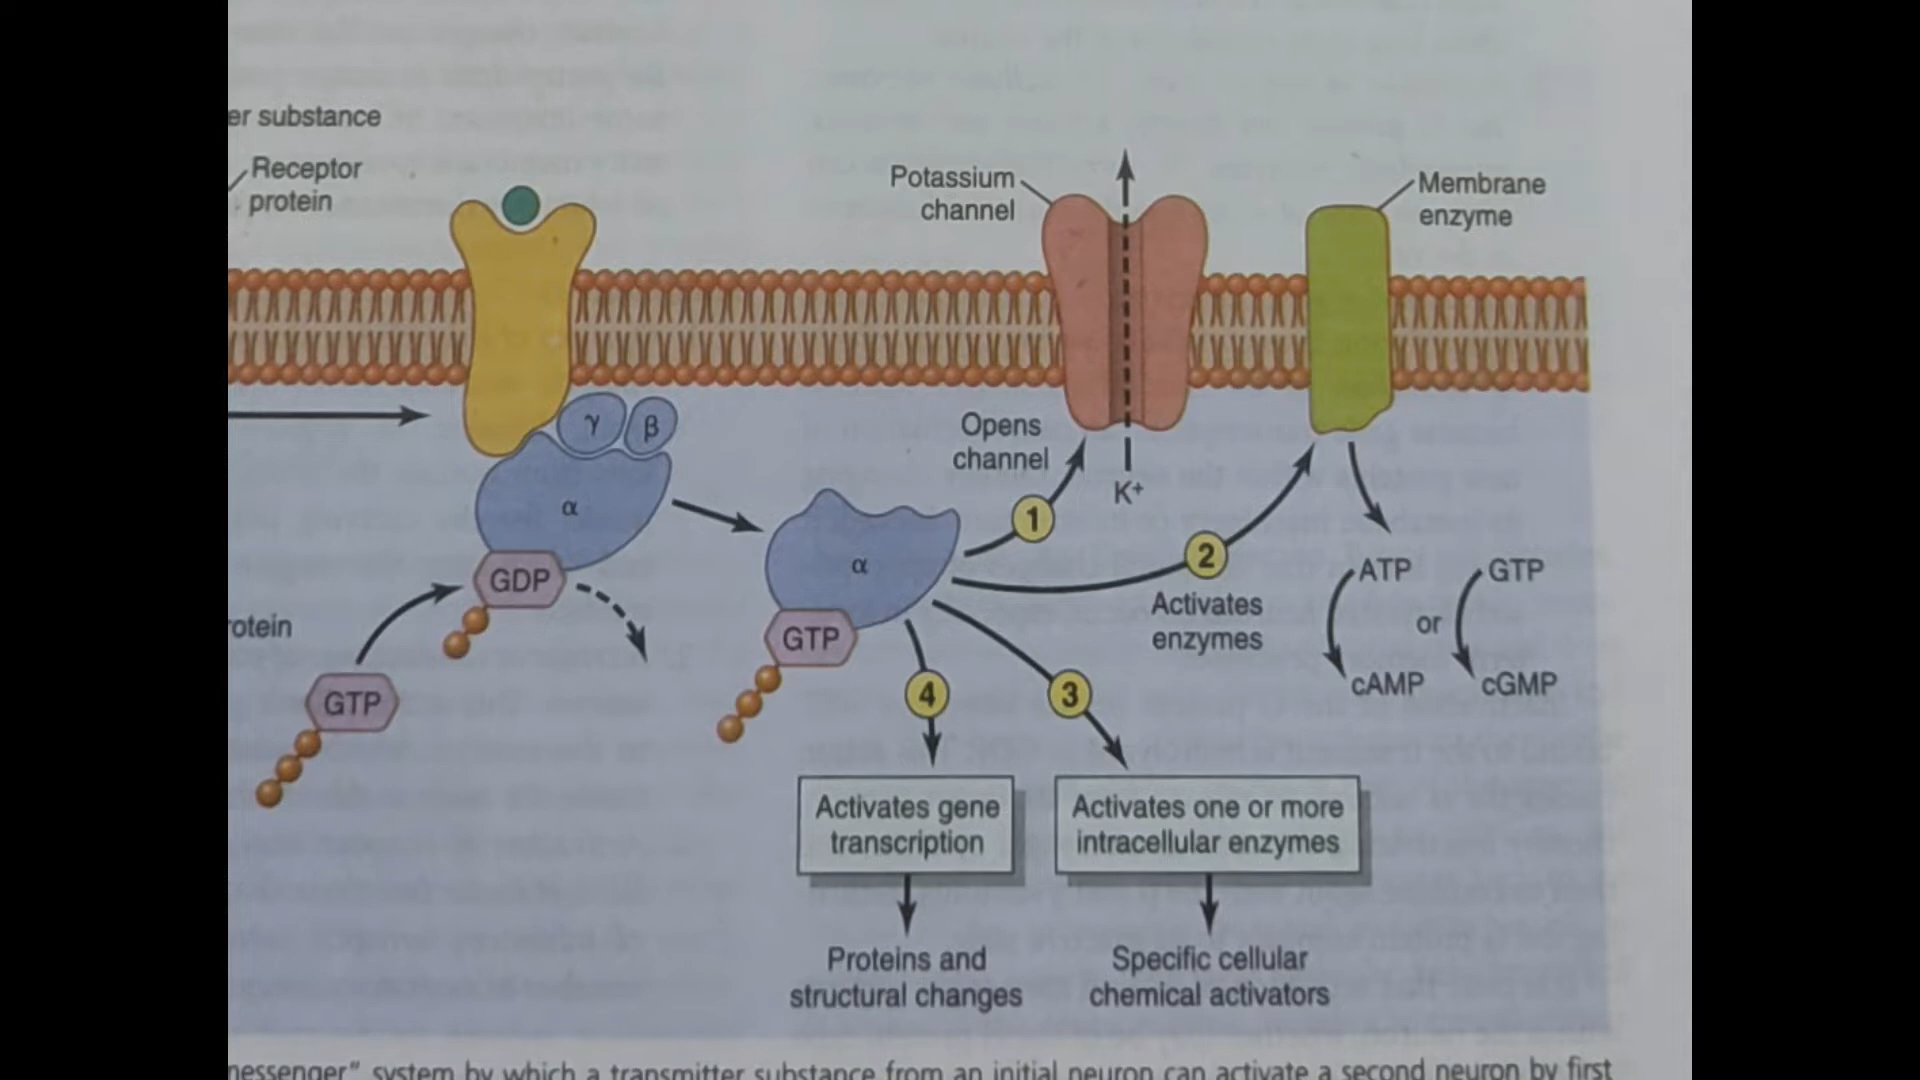 er substance
Receptor
protein
Potassium
channel
Membrane
enzyme
γ
β
α
Opens
channel
K+
1
α
2
GDP
ATP
GTP
or
Activates
enzymes
rotein
GTP
cAMP
cGMP
GTP
4
3
Activates gene
transcription
Activates one or more
intracellular enzymes
Proteins and
structural changes
Specific cellular
chemical activators
messenger" system by which a transmitter substance from an initial neuron can activate a second neuron by first